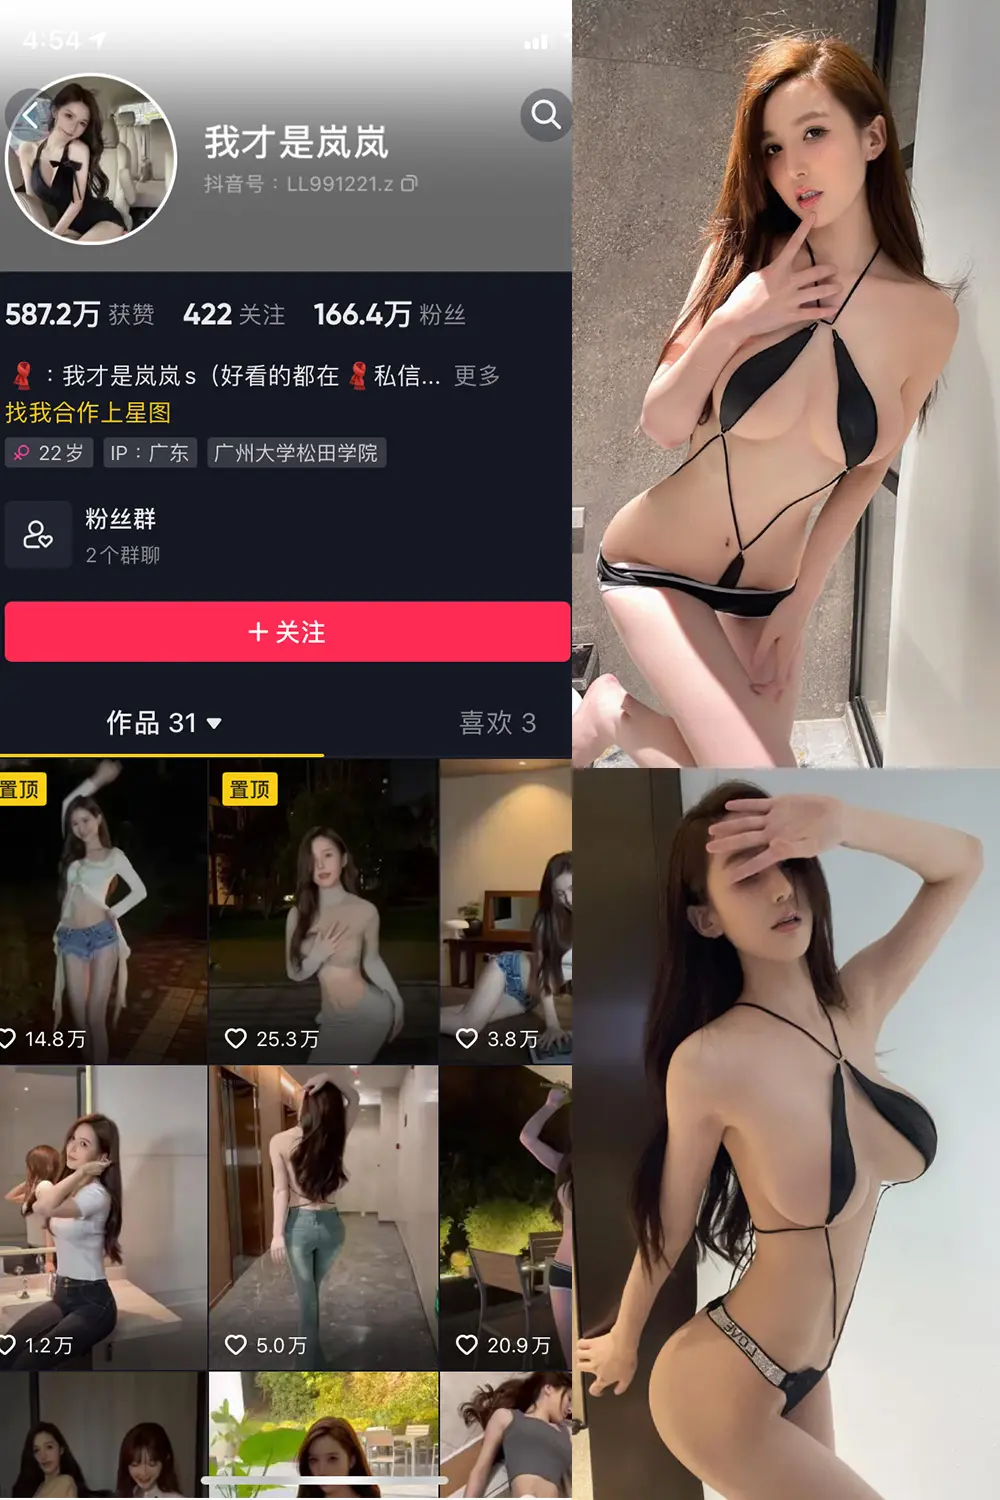 4:54
我才是岚岚
抖音号：LL991221.z
587.2万 获赞 422 关注 166.4万 粉丝
：我才是岚岚s（好看的都在 私信... 更多
找我合作上星图
22岁 IP：广东 广州大学松田学院
粉丝群
2个群聊
+ 关注
作品 31 喜欢 3
置顶 置顶
14.8万 25.3万 3.8万
1.2万 5.0万 20.9万
LOVE